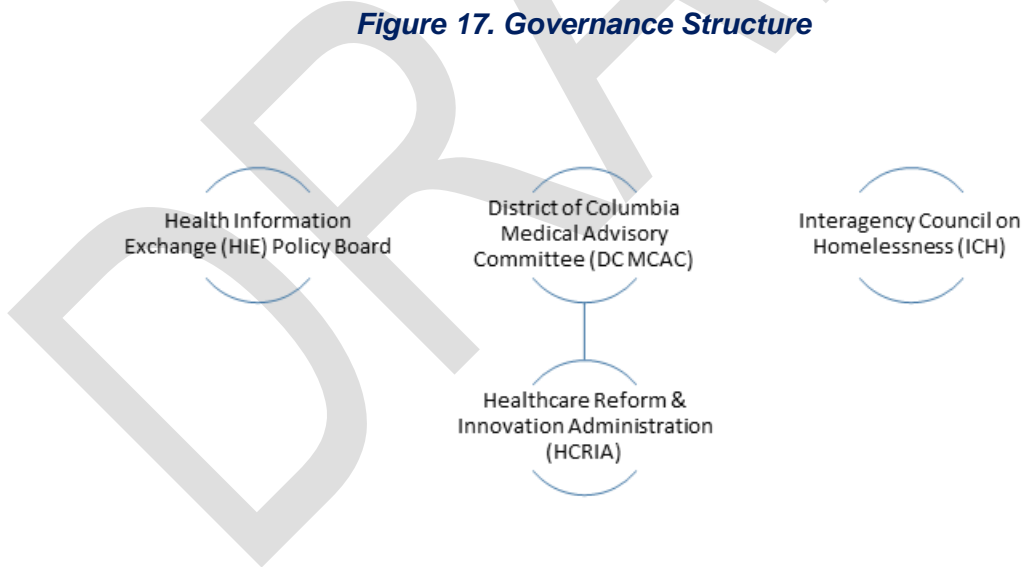 Figure 17. Governance Structure
Health Information
Exchange (HIE) Policy Board
District of Columbia
Medical Advisory
Committee (DC MCAC)
Interagency Council on
Homelessness (ICH)
Healthcare Reform &
Innovation Administration
(HCRIA)
DRA